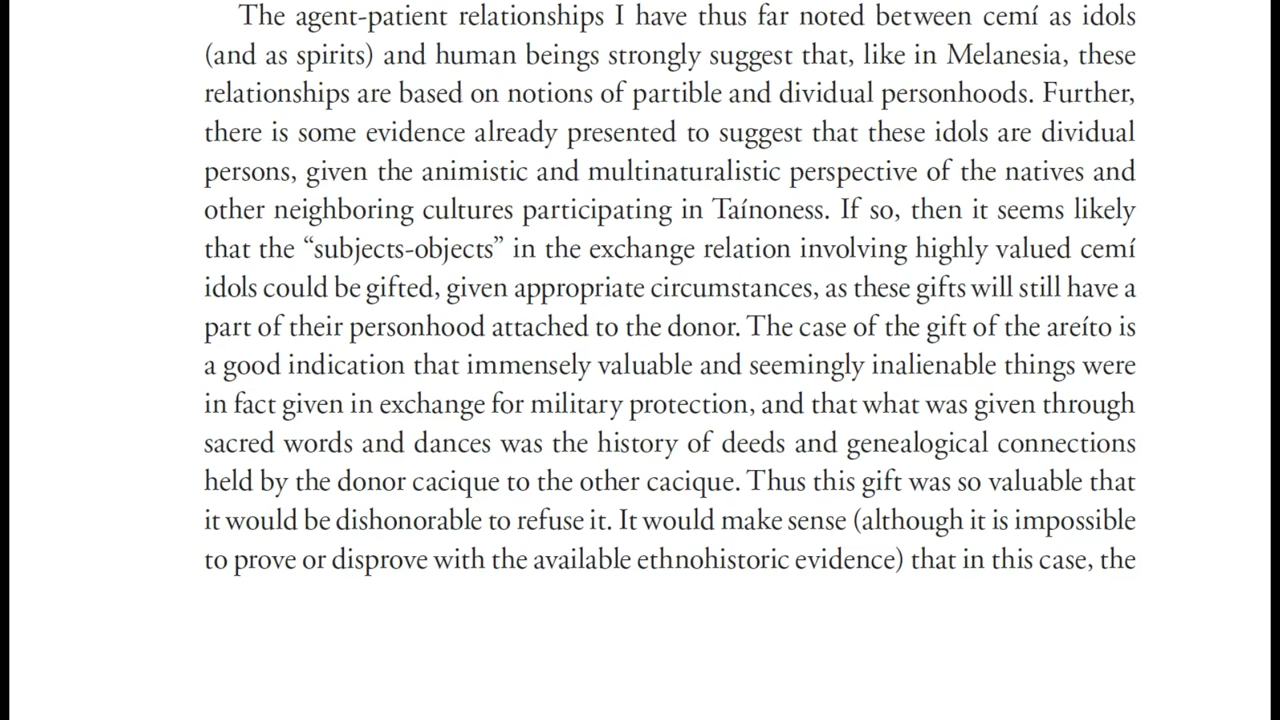 The agent-patient relationships I have thus far noted between cemí as idols
(and as spirits) and human beings strongly suggest that, like in Melanesia, these
relationships are based on notions of partible and dividual personhoods. Further,
there is some evidence already presented to suggest that these idols are dividual
persons, given the animistic and multinaturalistic perspective of the natives and
other neighboring cultures participating in Taínoness. If so, then it seems likely
that the “subjects-objects” in the exchange relation involving highly valued cemí
idols could be gifted, given appropriate circumstances, as these gifts will still have a
part of their personhood attached to the donor. The case of the gift of the areíto is
a good indication that immensely valuable and seemingly inalienable things were
in fact given in exchange for military protection, and that what was given through
sacred words and dances was the history of deeds and genealogical connections
held by the donor cacique to the other cacique. Thus this gift was so valuable that
it would be dishonorable to refuse it. It would make sense (although it is impossible
to prove or disprove with the available ethnohistoric evidence) that in this case, the